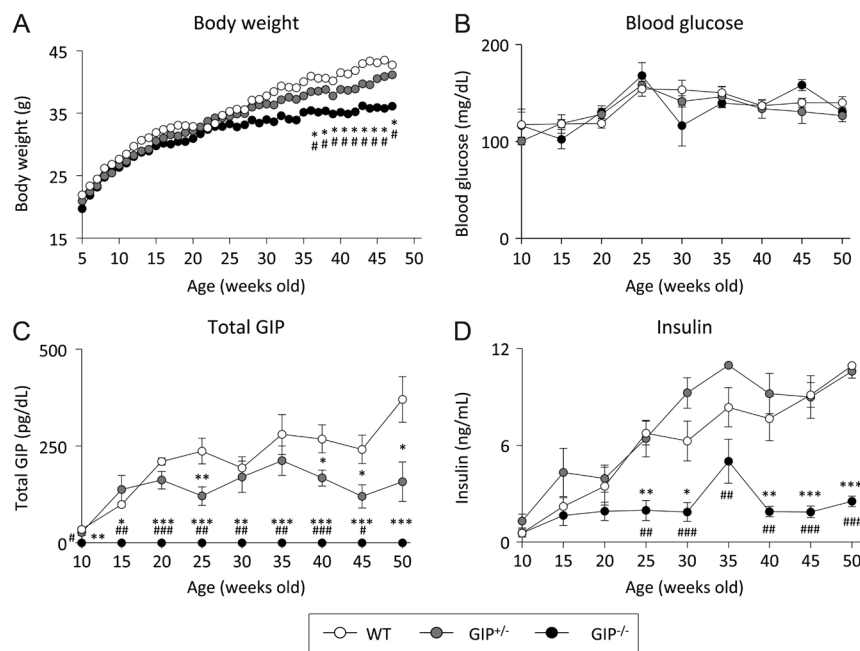 A Body weight
Body weight (g)
45
35
25
15
* * * * * * * * *
# # # # # # # # #
5 10 15 20 25 30 35 40 45 50
Age (weeks old)
B Blood glucose
Blood glucose (mg/dL)
200
100
0
10 15 20 25 30 35 40 45 50
Age (weeks old)
C Total GIP
Total GIP (pg/dL)
500
250
0
** * * *
* *** *** ** *** *** *** ***
# ** ## ### ## ## ## ### #
10 15 20 25 30 35 40 45 50
Age (weeks old)
D Insulin
Insulin (ng/mL)
12
6
0
** * ** *** ***
## ### ## ## ### ###
10 15 20 25 30 35 40 45 50
Age (weeks old)
WT GIP+/- GIP-/-